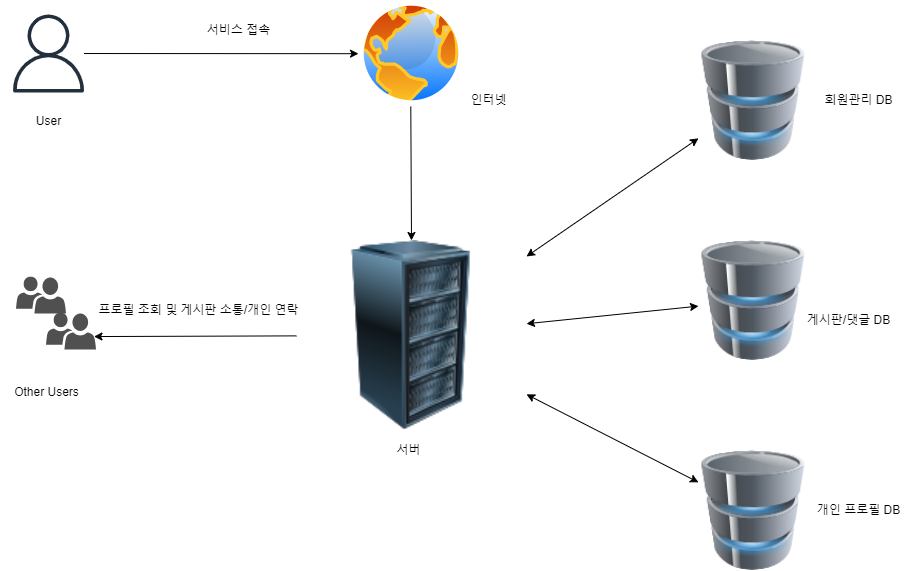 서비스 접속
인터넷
회원관리 DB
User
프로필 조회 및 게시판 소통/개인 연락
게시판/댓글 DB
Other Users
서버
개인 프로필 DB